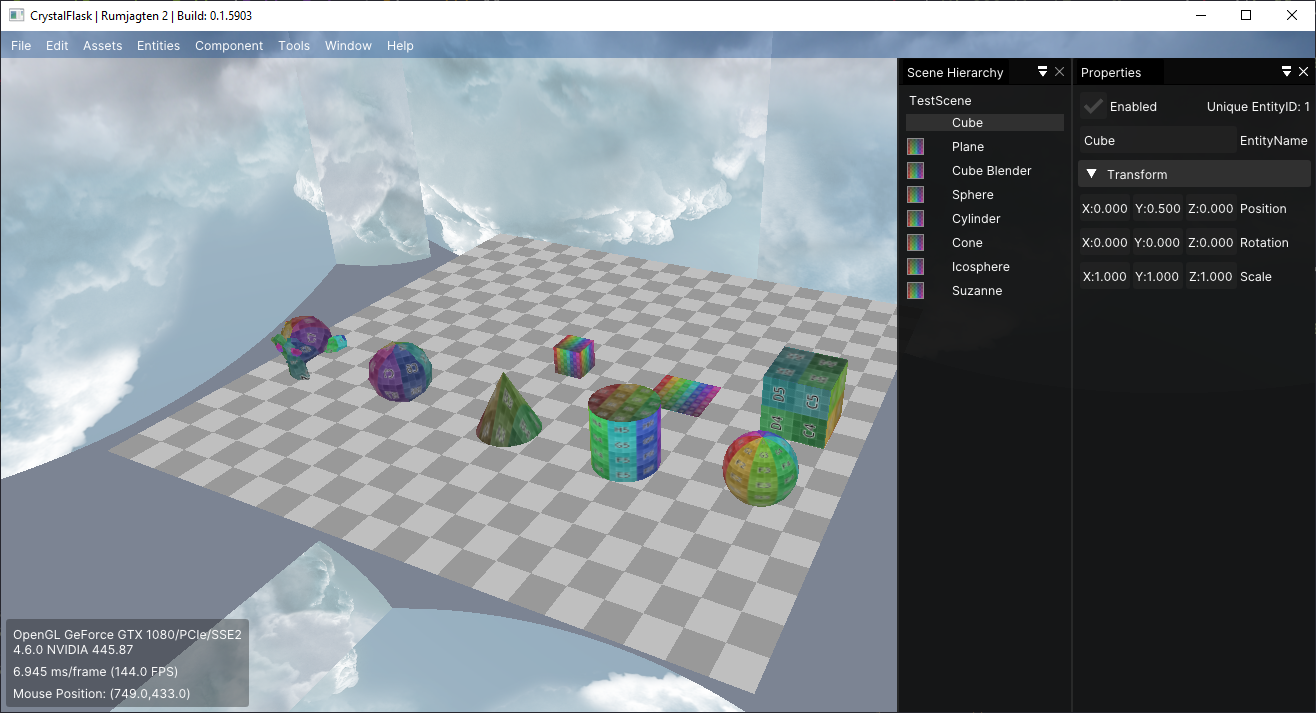 CrystalFlask | Rumjagten 2 | Build: 0.1.5903
File Edit Assets Entities Component Tools Window Help
Scene Hierarchy
TestScene
Cube
Plane
Cube Blender
Sphere
Cylinder
Cone
Icosphere
Suzanne
Properties
Enabled Unique EntityID: 1
Cube EntityName
Transform
X:0.000 Y:0.500 Z:0.000 Position
X:0.000 Y:0.000 Z:0.000 Rotation
X:1.000 Y:1.000 Z:1.000 Scale
D5 C5
D4 C4
OpenGL GeForce GTX 1080/PCIe/SSE2
4.6.0 NVIDIA 445.87
6.945 ms/frame (144.0 FPS)
Mouse Position: (749.0,433.0)